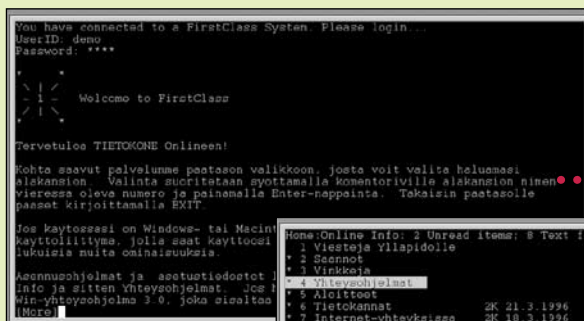 You have connected to a FirstClass System. Please login...
UserID: demo
Password: ****
* *
\ | /
- 1 - Welcome to FirstClass
/ | \
* *
Tervetuloa TIETOKONE Onlineen!
Kohta saavut palvelumme paatason valikkoon, josta voit valita haluamasi
alakansion. Valinta suoritetaan syottamalla komentoriville alakansion nimen
vieressa oleva numero ja painamalla Enter-nappainta. Takaisin paatasolle
paaset kirjoittamalla EXIT.
Jos kaytossasi on Windows- tai Macint
kayttoliittyma, jolla saat kayttoosi
lukuisia muita ominaisuuksia.
Asennusohjelmat ja asetustiedostot l
Info ja sitten Yhteysohjelmat. Jos h
Win-yhteysohjelma 3.0, joka sisaltaa
[More]
Home:Online Info: 2 Unread items; 8 Text
1 Viesteja Yllapidolle
* 2 Saannot
* 3 Vinkkeja
* 4 Yhteysohjelmat
* 5 Aloitteet
* 6 Tietokannat 2K 21.3.1996
* 7 Internet-yhteyksissa 2K 18.3.1996